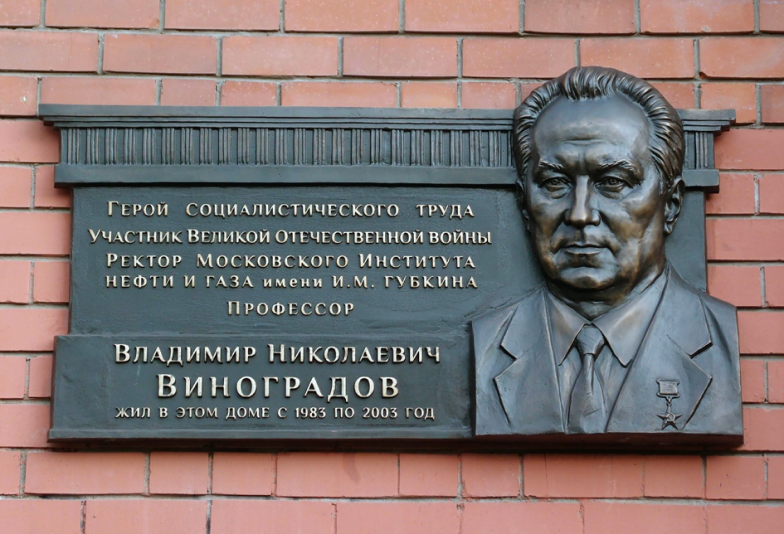 Герой социалистического труда
участник Великой Отечественной войны
Ректор Московского Института
нефти и газа имени И.М. Губкина
Профессор
Владимир Николаевич
Виноградов
жил в этом доме с 1983 по 2003 год